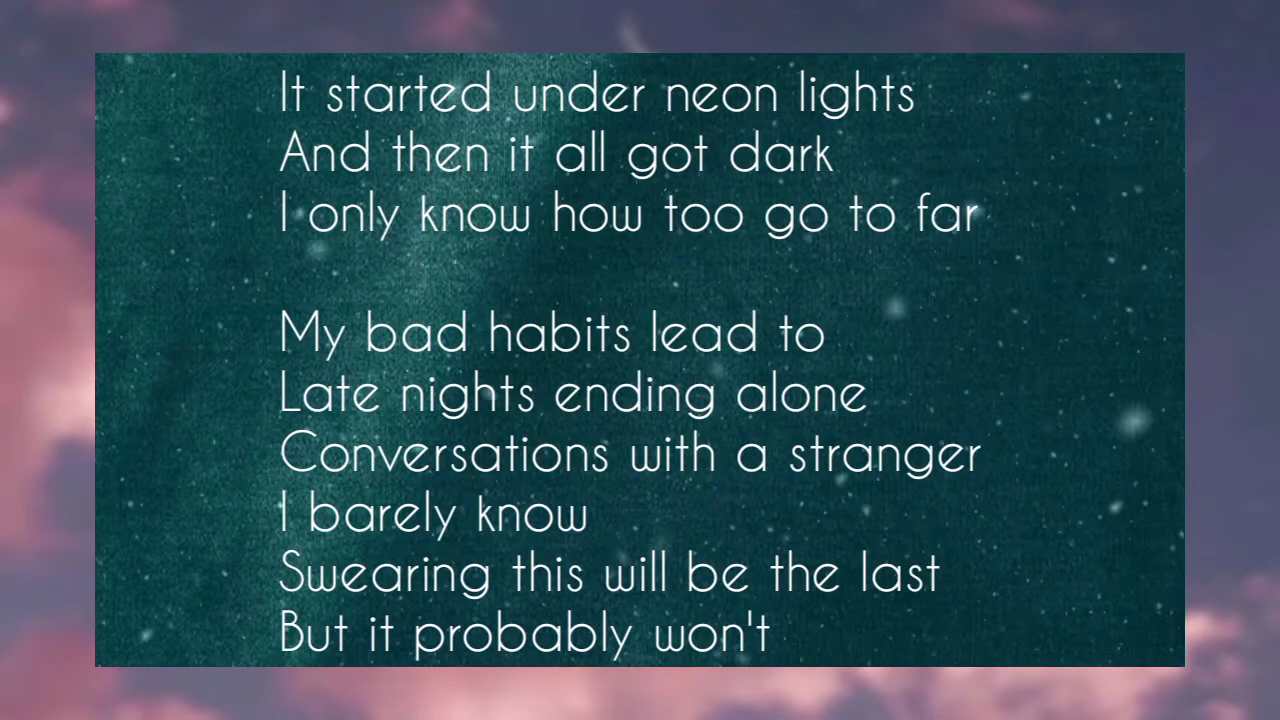 It started under neon lights
And then it all got dark
I only know how too go to far
My bad habits lead to
Late nights ending alone
Conversations with a stranger
I barely know
Swearing this will be the last
But it probably won't